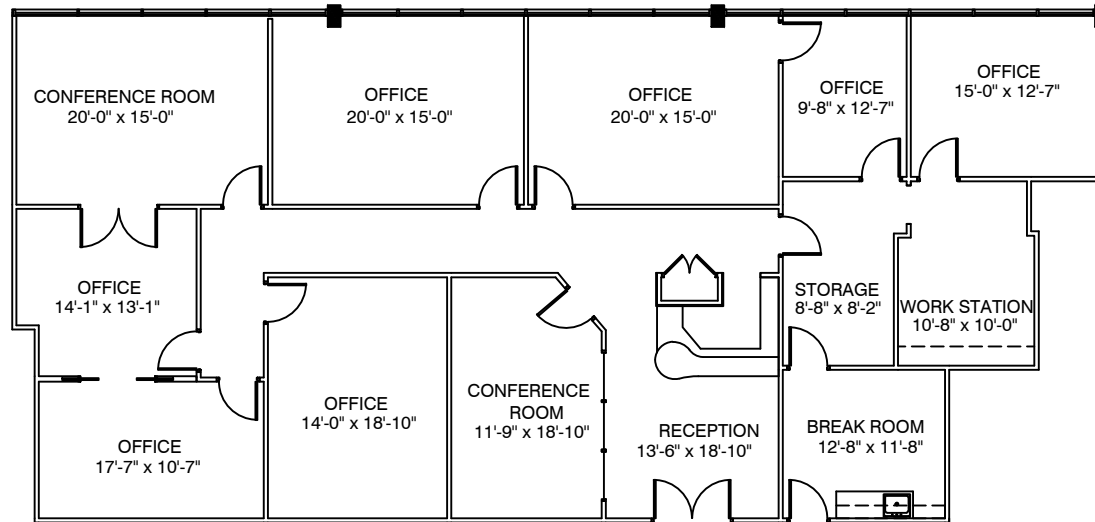 CONFERENCE ROOM
20'-0" x 15'-0"
OFFICE
20'-0" x 15'-0"
OFFICE
20'-0" x 15'-0"
OFFICE
9'-8" x 12'-7"
OFFICE
15'-0" x 12'-7"
OFFICE
14'-1" x 13'-1"
STORAGE
8'-8" x 8'-2"
WORK STATION
10'-8" x 10'-0"
OFFICE
17'-7" x 10'-7"
OFFICE
14'-0" x 18'-10"
CONFERENCE
ROOM
11'-9" x 18'-10"
RECEPTION
13'-6" x 18'-10"
BREAK ROOM
12'-8" x 11'-8"